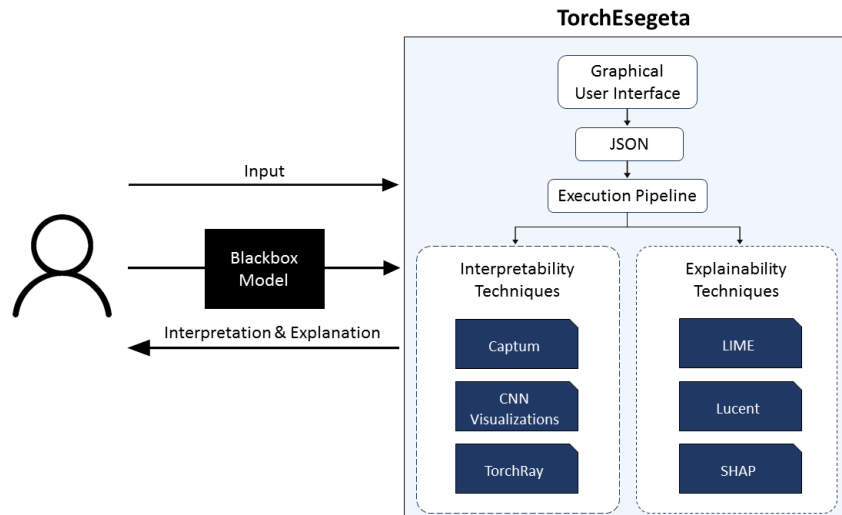 TorchEsegeta
Graphical
User Interface
JSON
Execution Pipeline
Input
Blackbox
Model
Interpretation & Explanation
Interpretability
Techniques
Captum
CNN
Visualizations
TorchRay
Explainability
Techniques
LIME
Lucent
SHAP